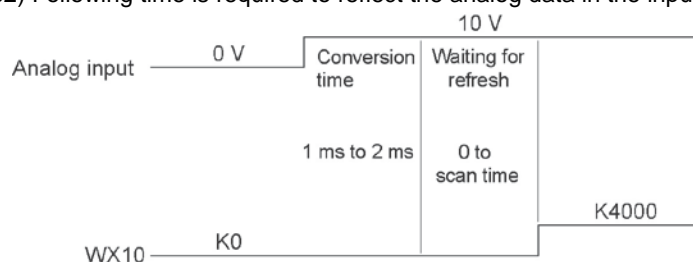 2) Following time is required to reflect the analog data in the inpu
10 V
0 V
Analog input
Conversion
time
Waiting for
refresh
1 ms to 2 ms
0 to
scan time
K4000
K0
WX10